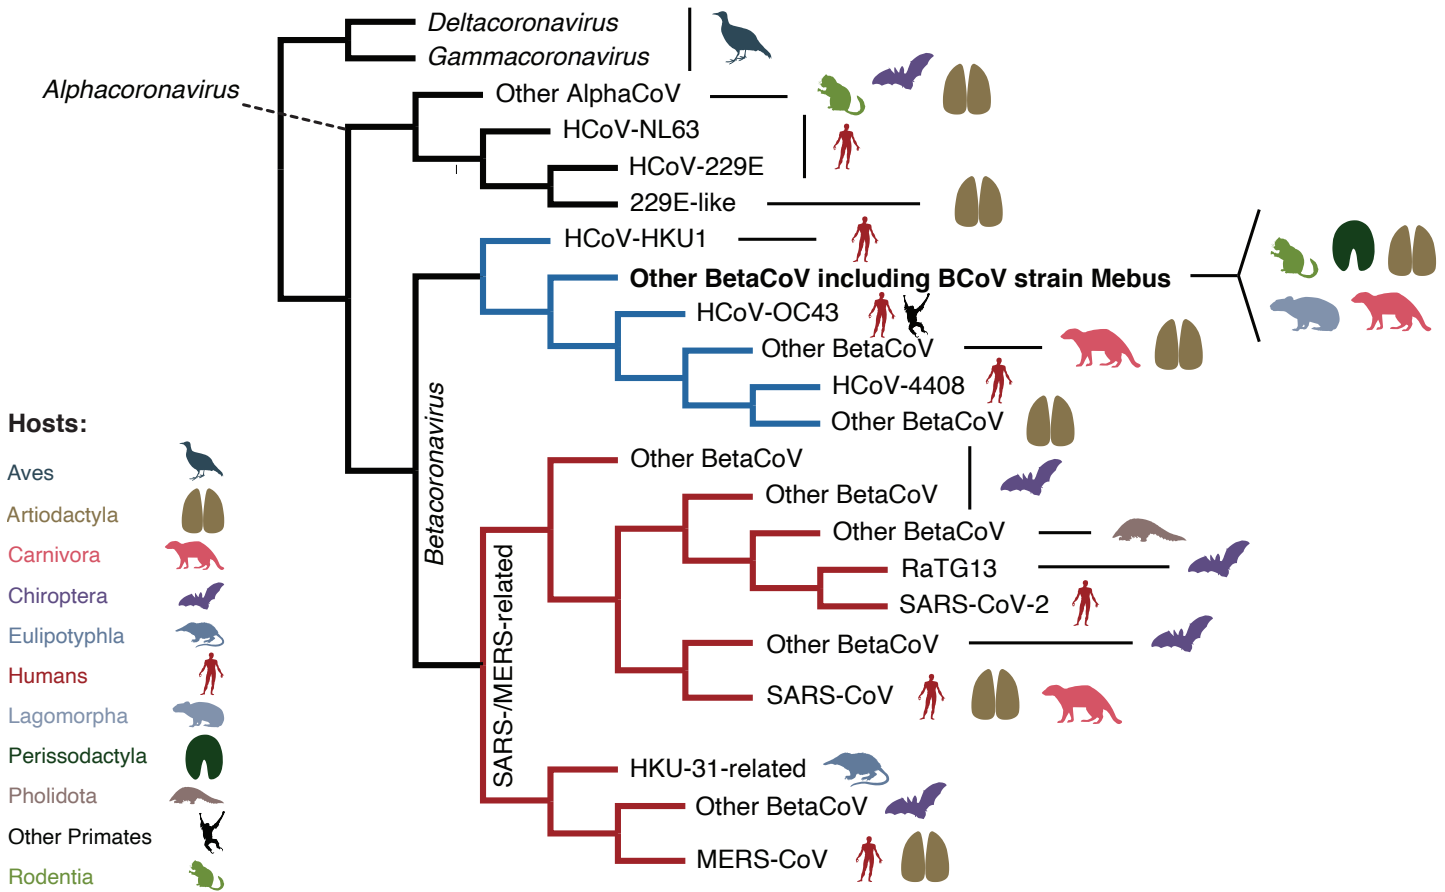 Deltacoronavirus
Gammacoronavirus
Alphacoronavirus
Other AlphaCoV
HCoV-NL63
HCoV-229E
229E-like
HCoV-HKU1
Other BetaCoV including BCoV strain Mebus
HCoV-OC43
Other BetaCoV
HCoV-4408
Other BetaCoV
Betacoronavirus
Other BetaCoV
Other BetaCoV
Other BetaCoV
RaTG13
SARS-CoV-2
SARS-/MERS-related
Other BetaCoV
SARS-CoV
HKU-31-related
Other BetaCoV
MERS-CoV
Hosts:
Aves
Artiodactyla
Carnivora
Chiroptera
Eulipotyphla
Humans
Lagomorpha
Perissodactyla
Pholidota
Other Primates
Rodentia